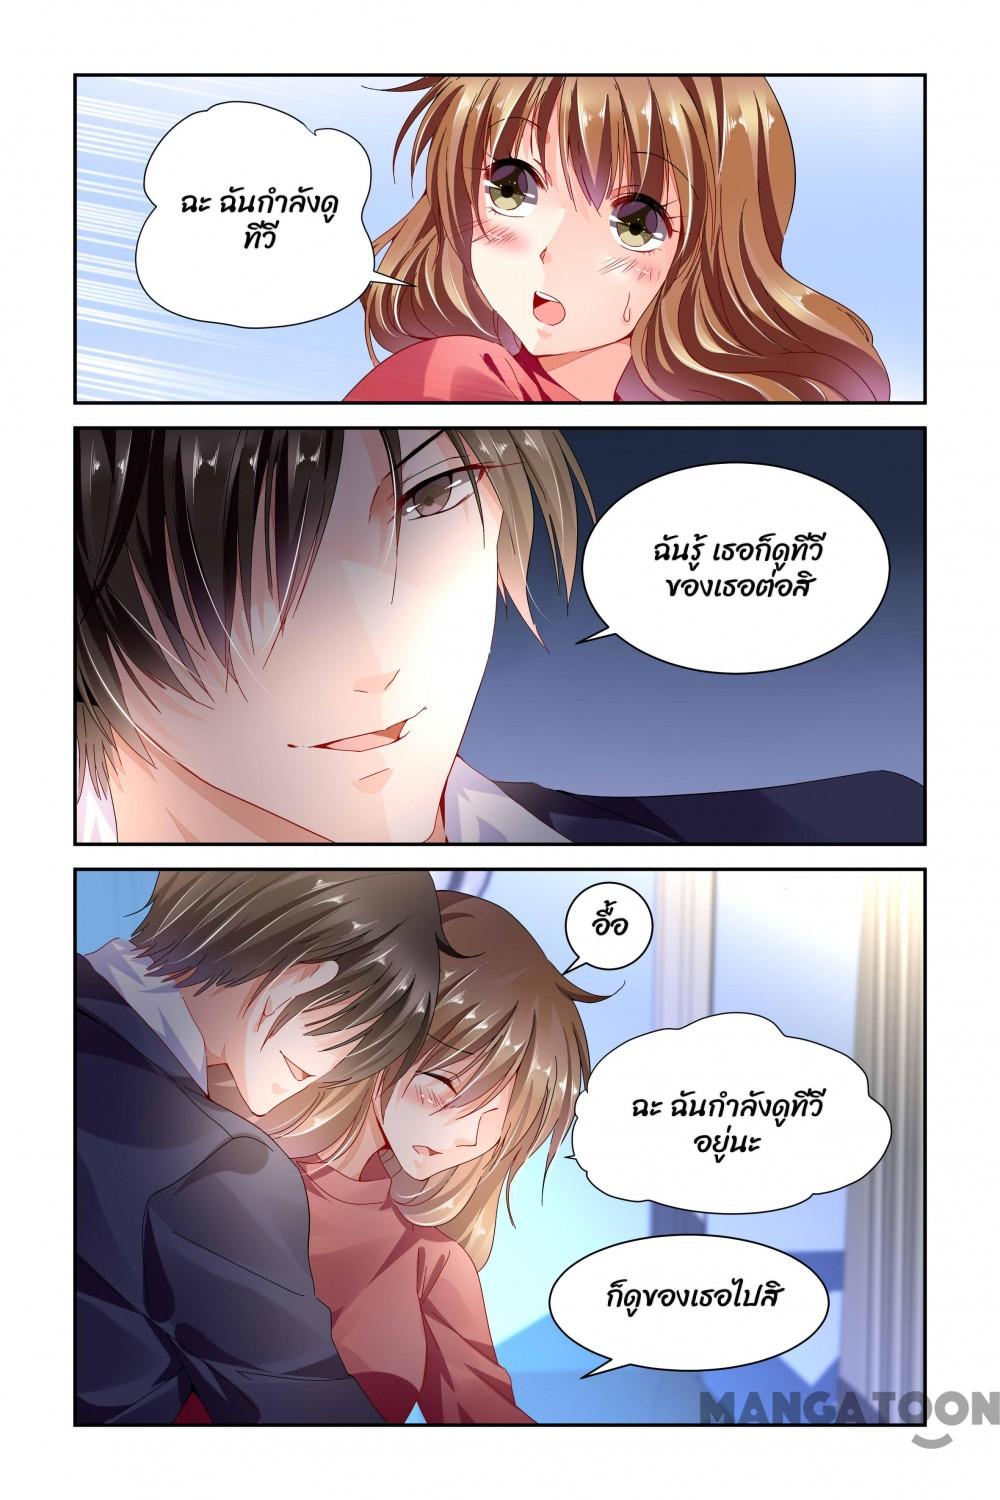 ฉะ ฉันกำลังดู
ทีวี
ฉันรู้ เธอก็ดูทีวี
ของเธอต่อสิ
อื้อ
ฉะ ฉันกำลังดูทีวี
อยู่นะ
ก็ดูของเธอไปสิ
MANGATOON